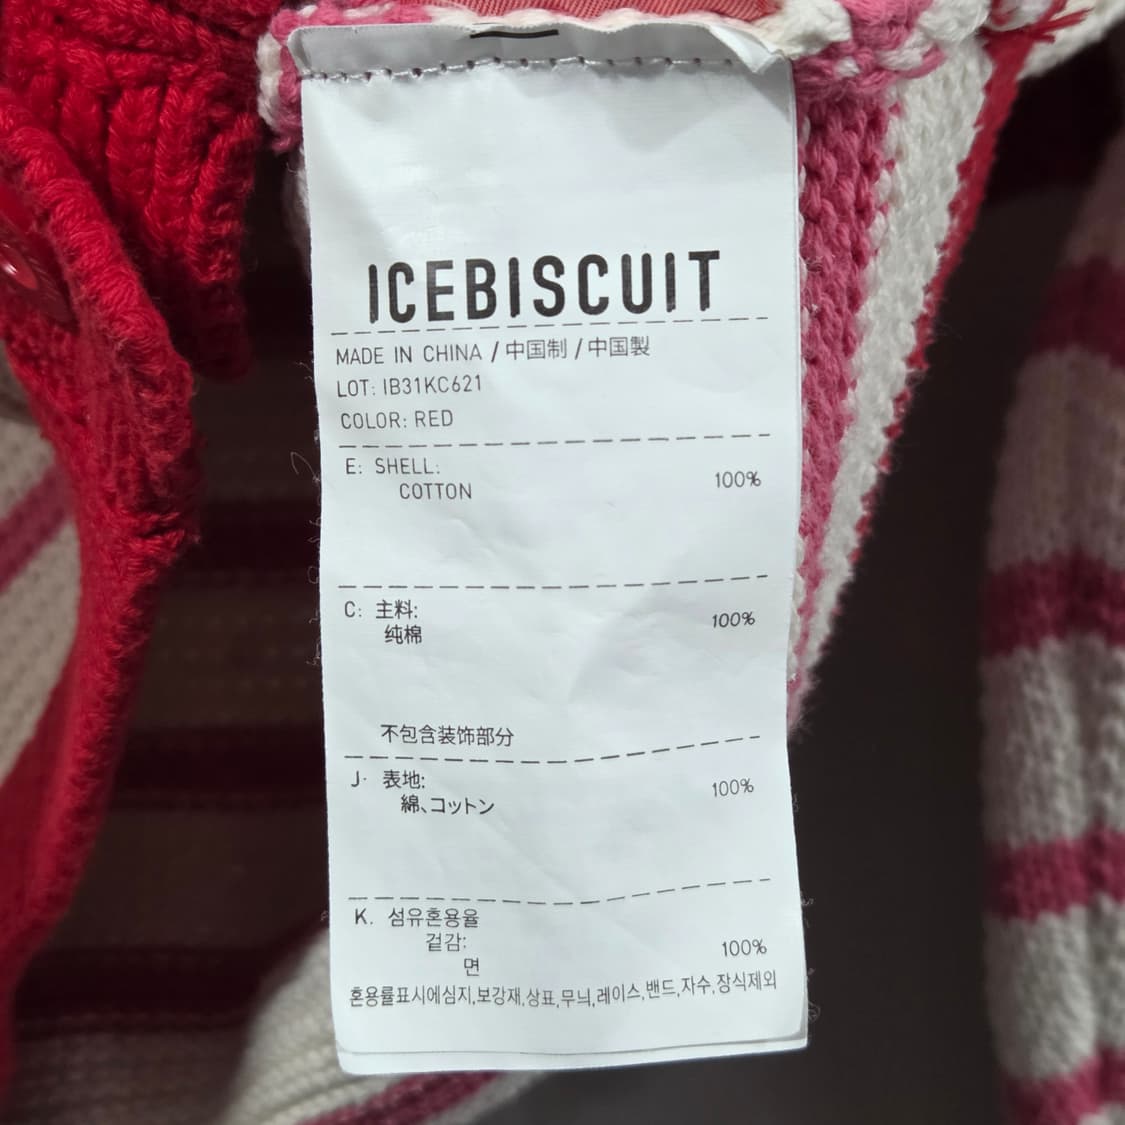 ICEBISCUIT
MADE IN CHINA / 中国制 / 中国製
LOT: IB31KC621
COLOR: RED
E: SHELL:
COTTON 100%
C: 主料:
纯棉 100%
不包含装饰部分
J· 表地:
綿、コットン 100%
K. 섬유혼용율
겉감:
면 100%
혼용률표시에심지,보강재,상표,무늬,레이스,밴드,자수,장식제외